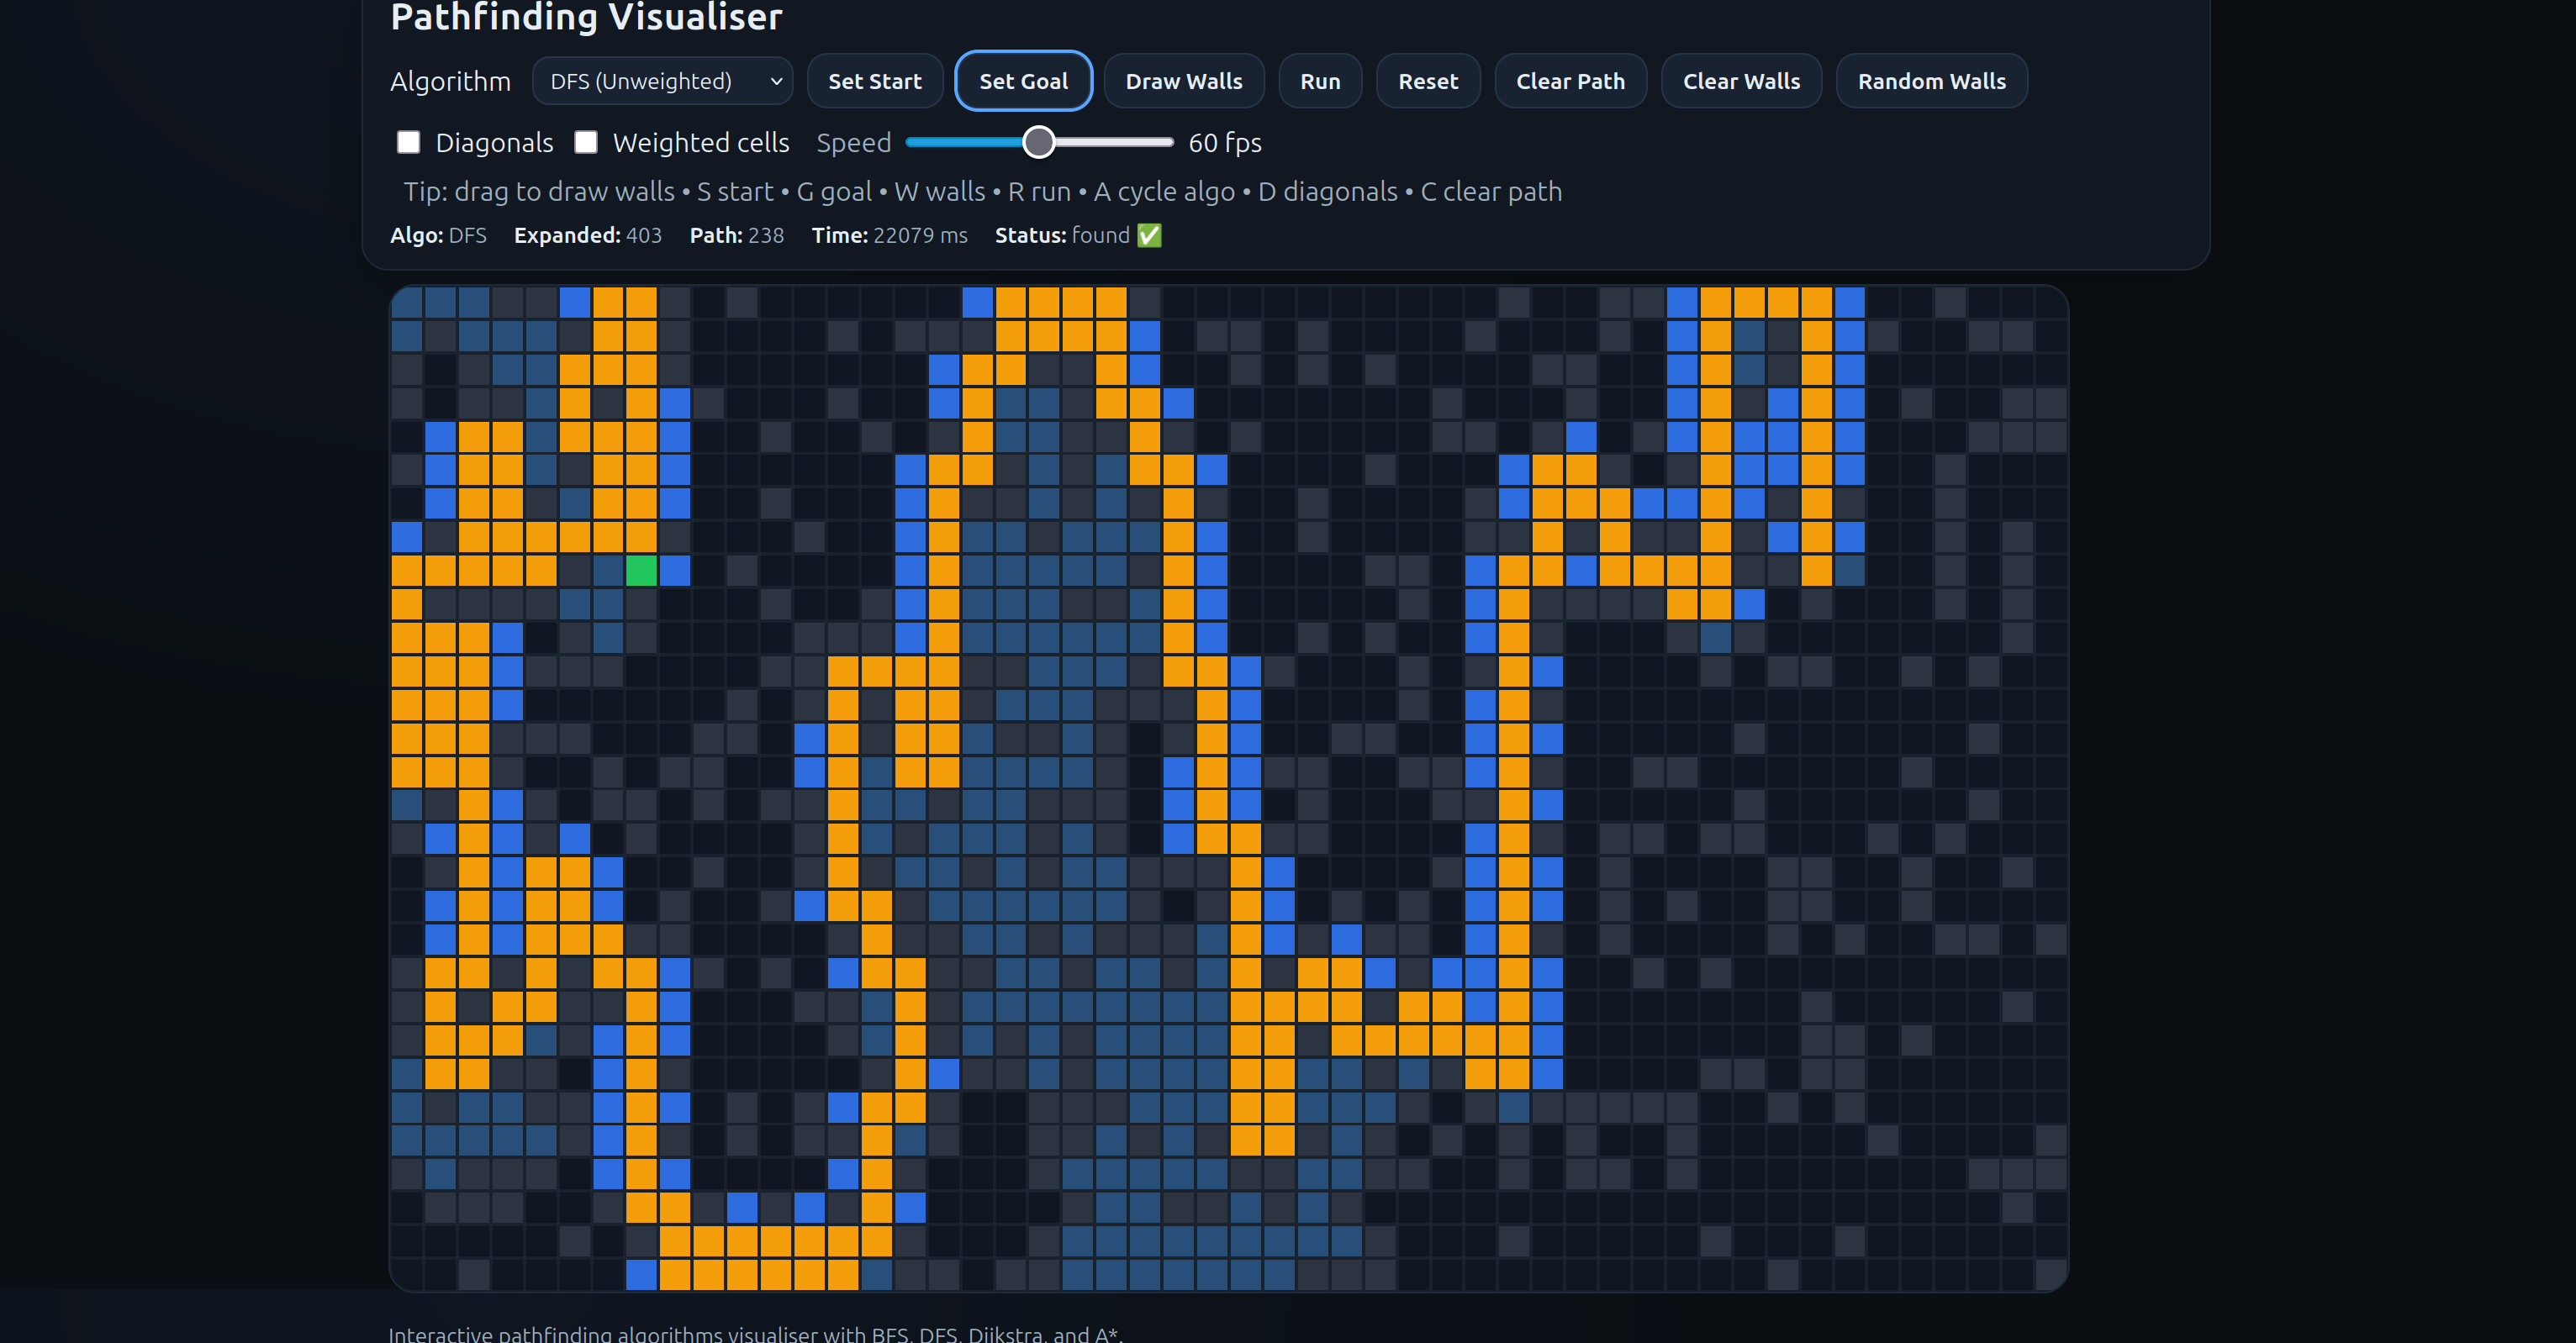 Pathfinding Visualiser
Algorithm DFS (Unweighted) Set Start Set Goal Draw Walls Run Reset Clear Path Clear Walls Random Walls
Diagonals Weighted cells Speed 60 fps
Tip: drag to draw walls • S start • G goal • W walls • R run • A cycle algo • D diagonals • C clear path
Algo: DFS Expanded: 403 Path: 238 Time: 22079 ms Status: found ✅
Interactive pathfinding algorithms visualiser with BFS, DFS, Dijkstra, and A*.